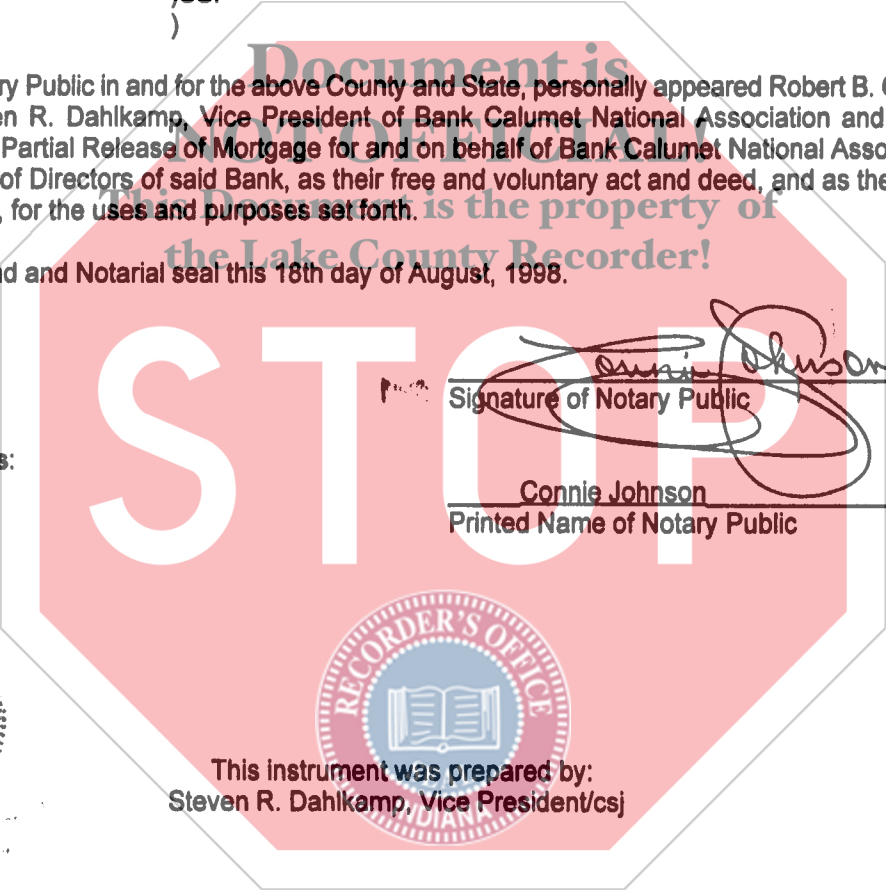 )
Document is
ry Public in and for the above County and State, personally appeared Robert B.
en R. Dahlkamp, Vice President of Bank Calumet National Association and
NOT OFFICIAL!
Partial Release of Mortgage for and on behalf of Bank Calumet National Asso
of Directors of said Bank, as their free and voluntary act and deed, and as the
This Document is the property of
, for the uses and purposes set forth.
the Lake County Recorder!
nd and Notarial seal this 18th day of August, 1998.
STOP
Connie Johnson
Signature of Notary Public
s:
Connie Johnson
Printed Name of Notary Public
RECORDER'S OFFICE
This instrument was prepared by:
Steven R. Dahlkamp, Vice President/csj
DIANA